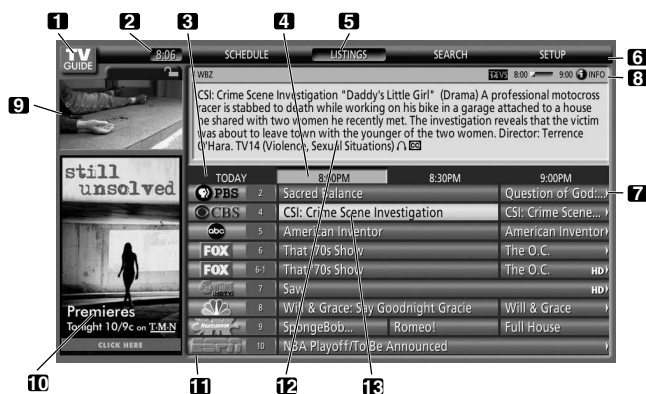 1 2 3 4 5
TV GUIDE 8:06 SCHEDULE LISTINGS SEARCH SETUP 6
WBZ 14 VS 8:00 9:00 i INFO 8
9
CSI: Crime Scene Investigation "Daddy's Little Girl" (Drama) A professional motocross
racer is stabbed to death while working on his bike in a garage attached to a house
he shared with two women he recently met. The investigation reveals that the victim
was about to leave town with the younger of the two women. Director: Terrence
O'Hara. TV14 (Violence, Sexual Situations) CC
TODAY 8:00PM 8:30PM 9:00PM
PBS 2 Sacred Balance Question of God:... 7
CBS 4 CSI: Crime Scene Investigation CSI: Crime Scene...
abc 5 American Inventor American Inventor
FOX 6 That '70s Show The O.C.
FOX 6-1 That '70s Show The O.C. HD
7 Saw HD
8 Will & Grace: Say Goodnight Gracie Will & Grace
NICKELODEON 9 SpongeBob... Romeo! Full House
ESPN 10 NBA Playoff/To Be Announced
still
unsolved
Premieres
Tonight 10/9c on T·M·N
CLICK HERE
10 11 12 13